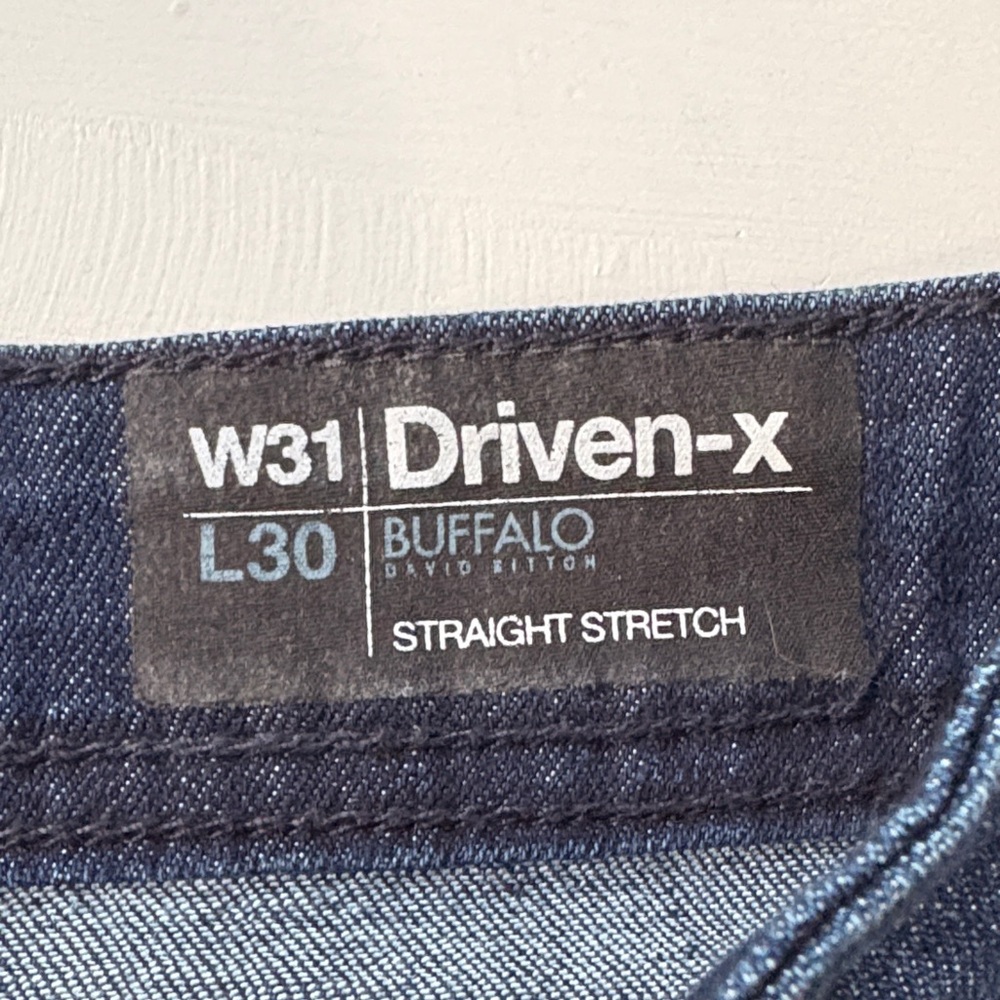 W31 Driven-x
L30 BUFFALO
DAVID BITTON
STRAIGHT STRETCH